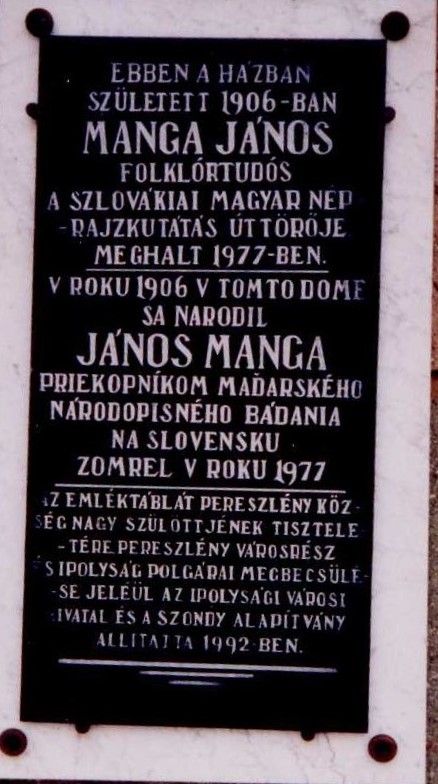 EBBEN A HÁZBAN
SZÜLETETT 1906-BAN
MANGA JÁNOS
FOLKLÓRTUDÓS
A SZLOVÁKIAI MAGYAR NÉP-
-RAJZKUTATÁS ÚTTÖRŐJE
MEGHALT 1977-BEN.
V ROKU 1906 V TOMTO DOME
SA NARODIL
JÁNOS MANGA
PRIEKOPNÍKOM MAĎARSKÉHO
NÁRODOPISNÉHO BÁDANIA
NA SLOVENSKU
ZOMREL V ROKU 1977
AZ EMLÉKTÁBLÁT PERESZLÉNY KÖZ-
SÉG NAGY SZÜLÖTTJÉNEK TISZTELE-
-TÉRE PERESZLÉNY VÁROSRÉSZ
ÉS IPOLYSÁG POLGÁRAI MEGBECSÜLÉ-
-SE JELÉÜL AZ IPOLYSÁGI VÁROSI
HIVATAL ÉS A SZONDY ALAPÍTVÁNY
ÁLLÍTATTA 1992-BEN.